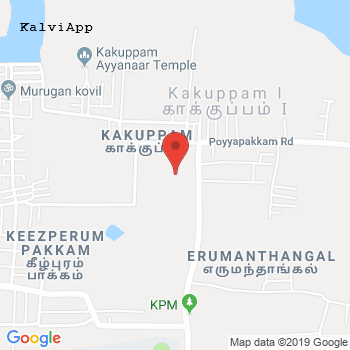 KalviApp
Kakuppam
Ayyanaar Temple
Murugan kovil
Kakuppam I
காக்குப்பம் I
KAKUPPAM
காக்குப்
Poyyapakkam Rd
KEEZPERUM
PAKKAM
கீழ்புரம்
பாக்கம்
ERUMANTHANGAL
எருமந்தாங்கல்
KPM
Google
Map data ©2019 Google